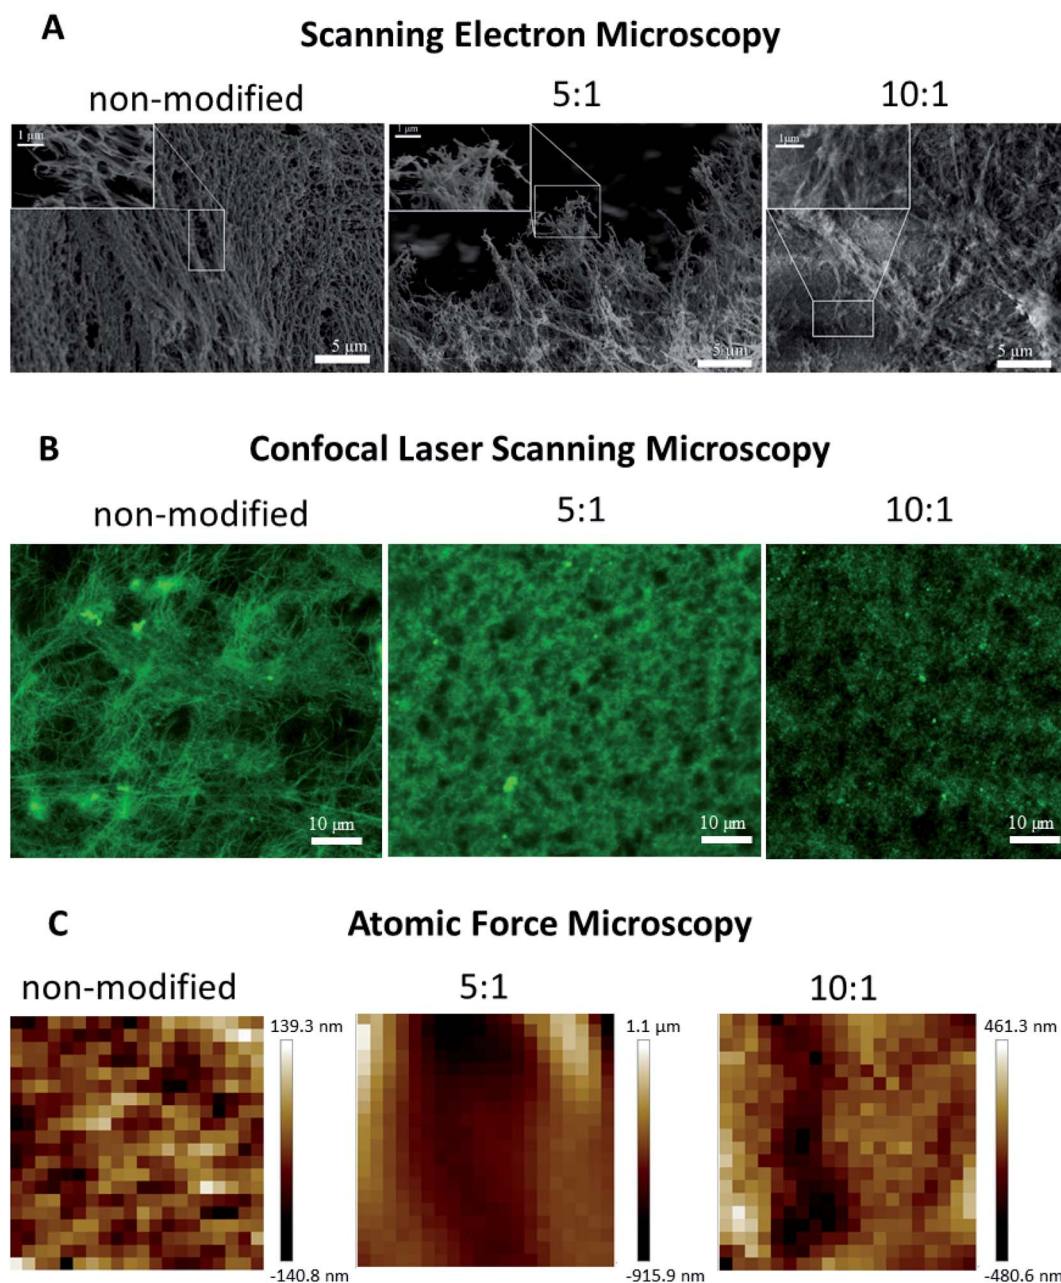 A
Scanning Electron Microscopy
non-modified
5:1
10:1
1 μm
1 μm
1μm
5 μm
5 μm
5 μm
B
Confocal Laser Scanning Microscopy
non-modified
5:1
10:1
10 μm
10 μm
10 μm
C
Atomic Force Microscopy
non-modified
5:1
10:1
139.3 nm
1.1 μm
461.3 nm
-140.8 nm
-915.9 nm
-480.6 nm